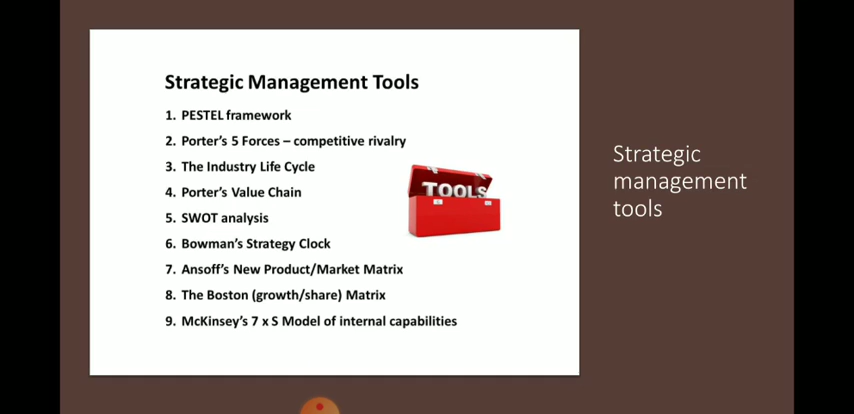 Strategic Management Tools
1. PESTEL framework
2. Porter's 5 Forces – competitive rivalry
3. The Industry Life Cycle
4. Porter's Value Chain
5. SWOT analysis
6. Bowman's Strategy Clock
7. Ansoff's New Product/Market Matrix
8. The Boston (growth/share) Matrix
9. McKinsey's 7 x S Model of internal capabilities
TOOLS
Strategic
management
tools